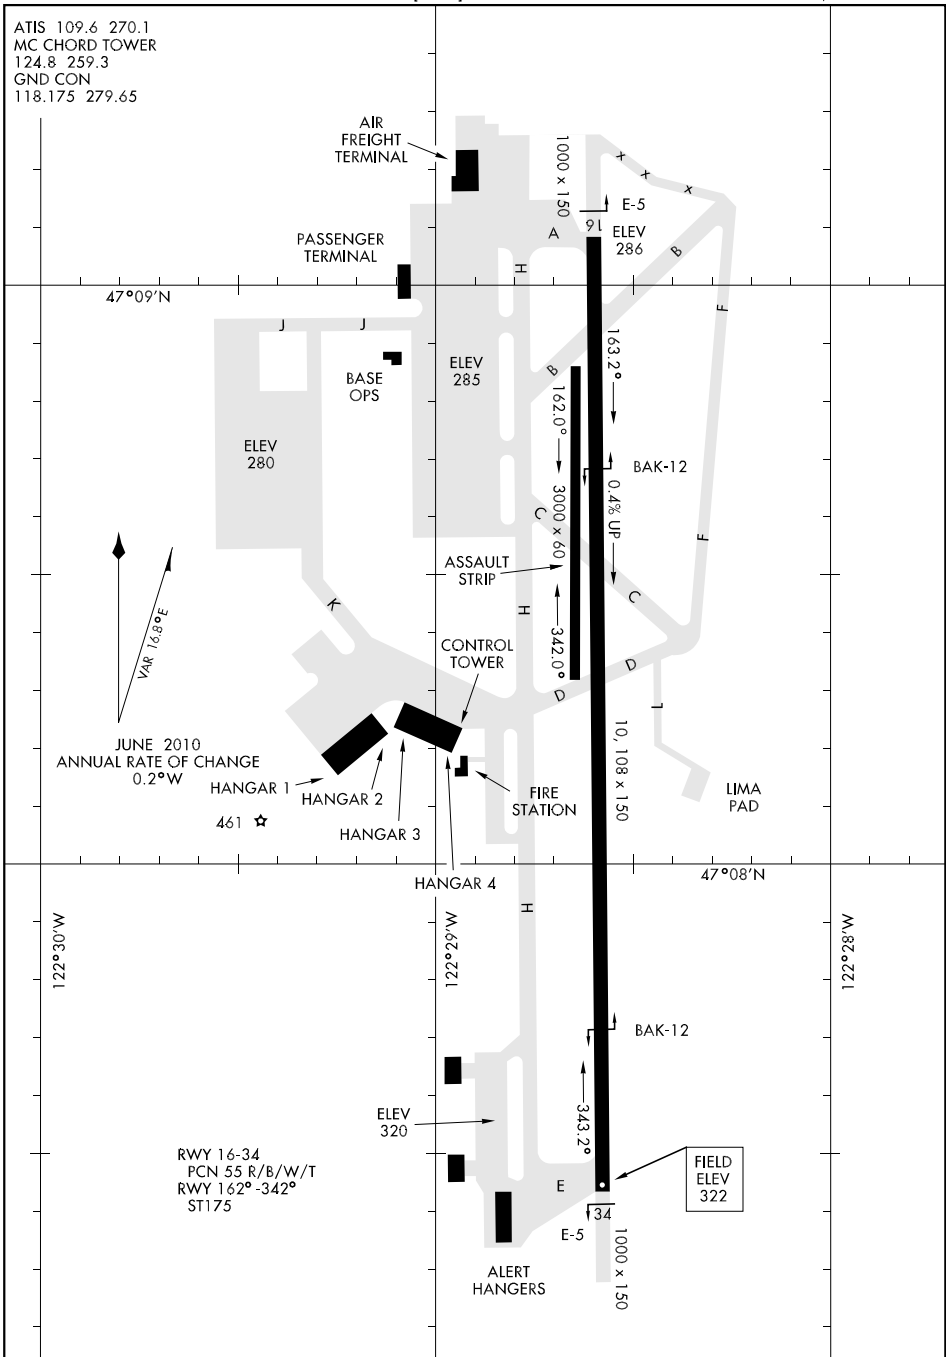 ATIS 109.6 270.1
MC CHORD TOWER
124.8 259.3
GND CON
118.175 279.65
AIR
FREIGHT
TERMINAL
1000 x 150
x
x
x
x
E-5
16
ELEV
286
A
B
PASSENGER
TERMINAL
H
47°09'N
F
J
J
163.2°
BASE
OPS
ELEV
285
B
162.0°
ELEV
280
BAK-12
0.4% UP
3000 x 60
C
F
ASSAULT
STRIP
VAR 16.8°E
K
H
C
342.0°
CONTROL
TOWER
D
D
L
JUNE 2010
ANNUAL RATE OF CHANGE
0.2°W
10, 108 x 150
HANGAR 1
HANGAR 2
FIRE
STATION
LIMA
PAD
461
HANGAR 3
HANGAR 4
47°08'N
H
122°30'W
122°29'W
122°28'W
BAK-12
343.2°
ELEV
320
RWY 16-34
PCN 55 R/B/W/T
RWY 162°-342°
ST175
E
FIELD
ELEV
322
34
E-5
1000 x 150
ALERT
HANGERS